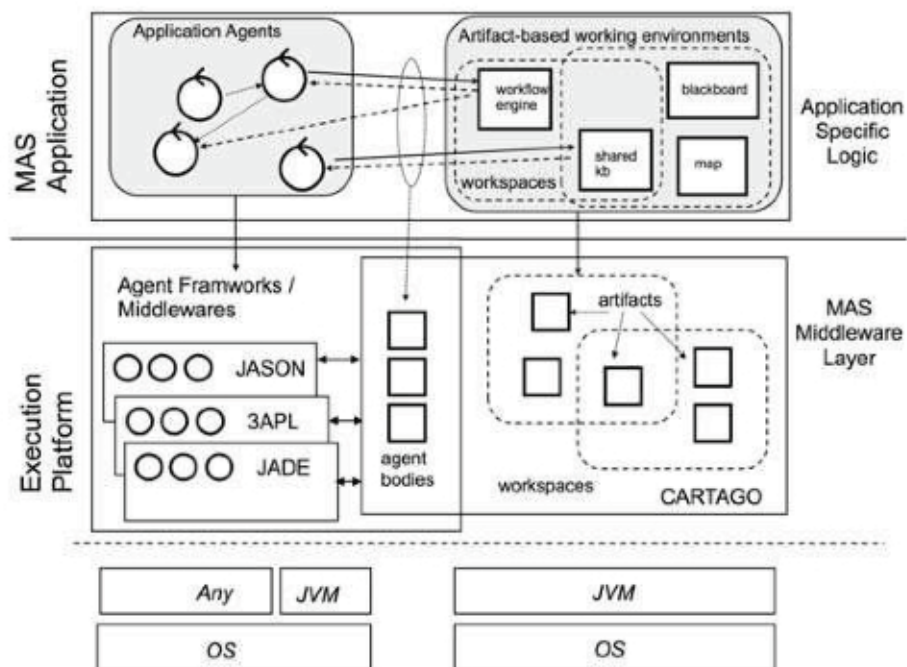 Application Agents
Artifact-based working environments
workflow
engine
blackboard
shared
kb
map
workspaces
MAS
Application
Application
Specific
Logic
Agent Framworks /
Middlewares
JASON
3APL
JADE
agent
bodies
artifacts
workspaces
CARTAGO
MAS
Middleware
Layer
Execution
Platform
Any
JVM
JVM
OS
OS